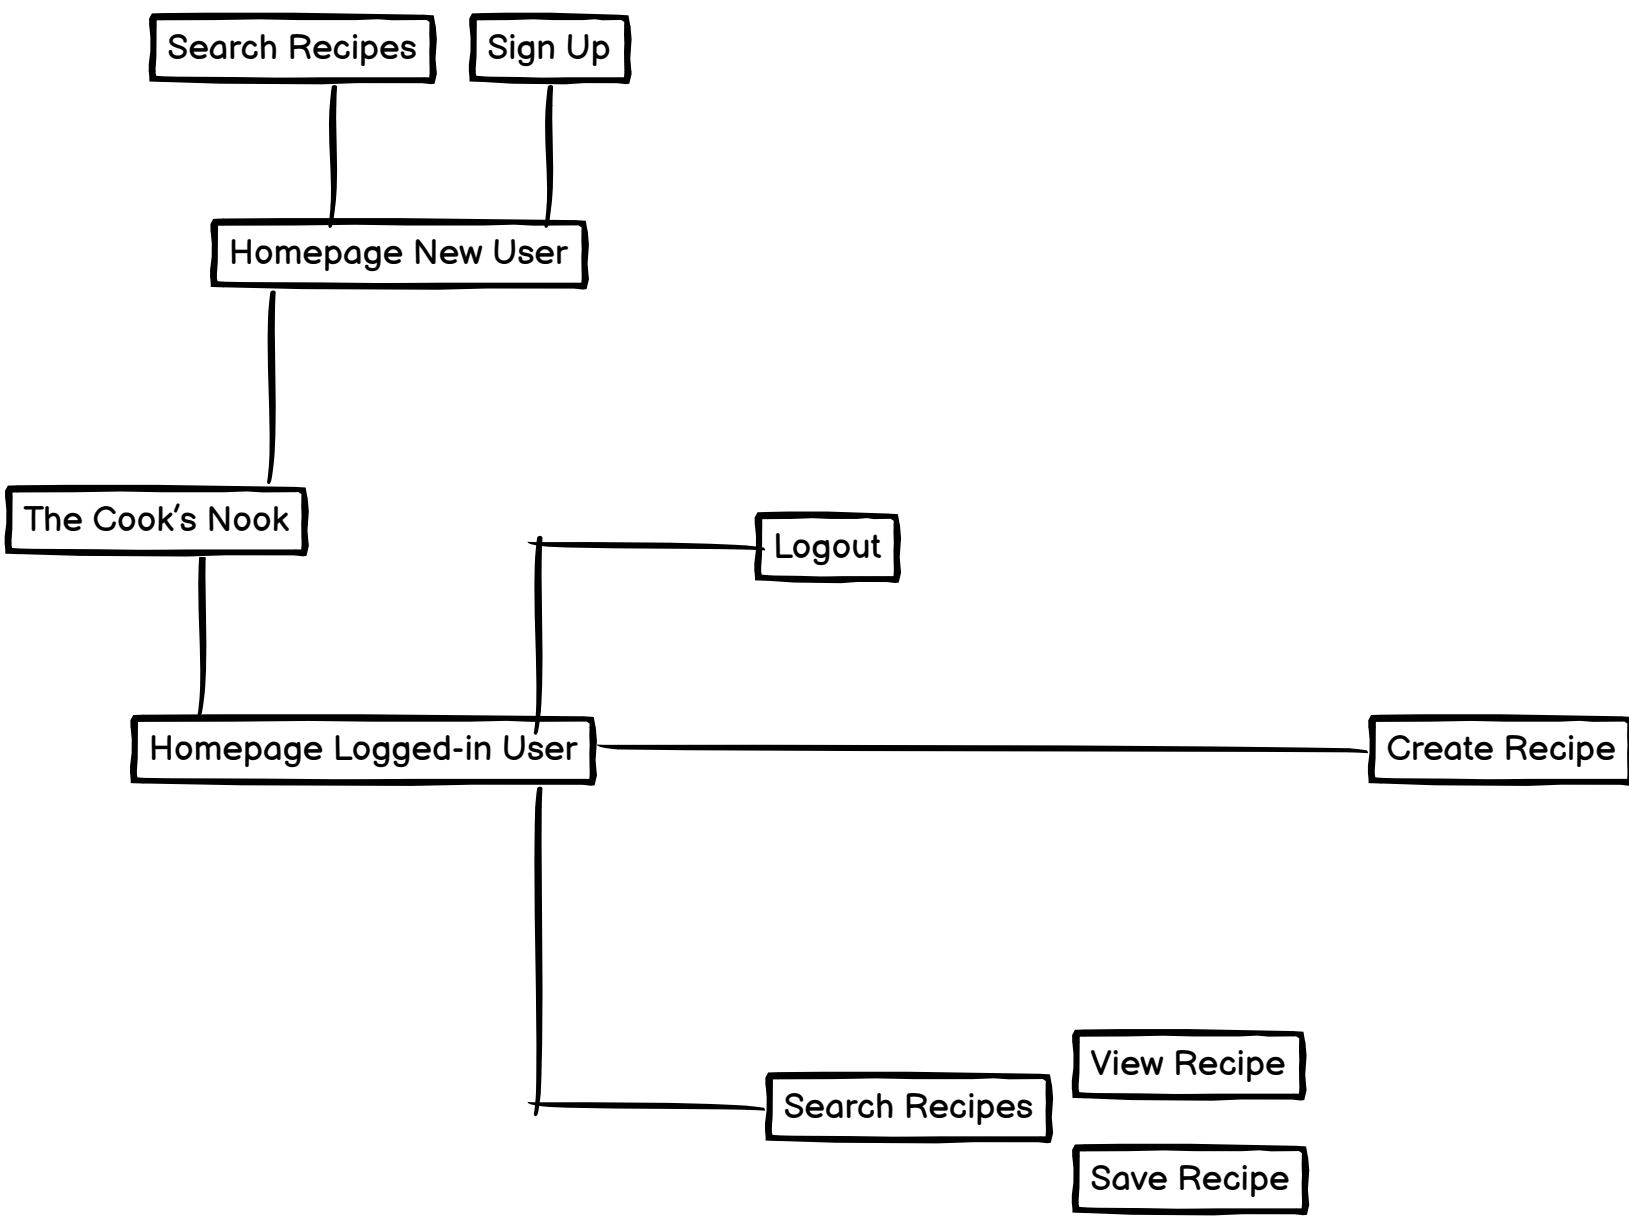 Search Recipes
Sign Up
Homepage New User
The Cook's Nook
Logout
Homepage Logged-in User
Create Recipe
View Recipe
Search Recipes
Save Recipe